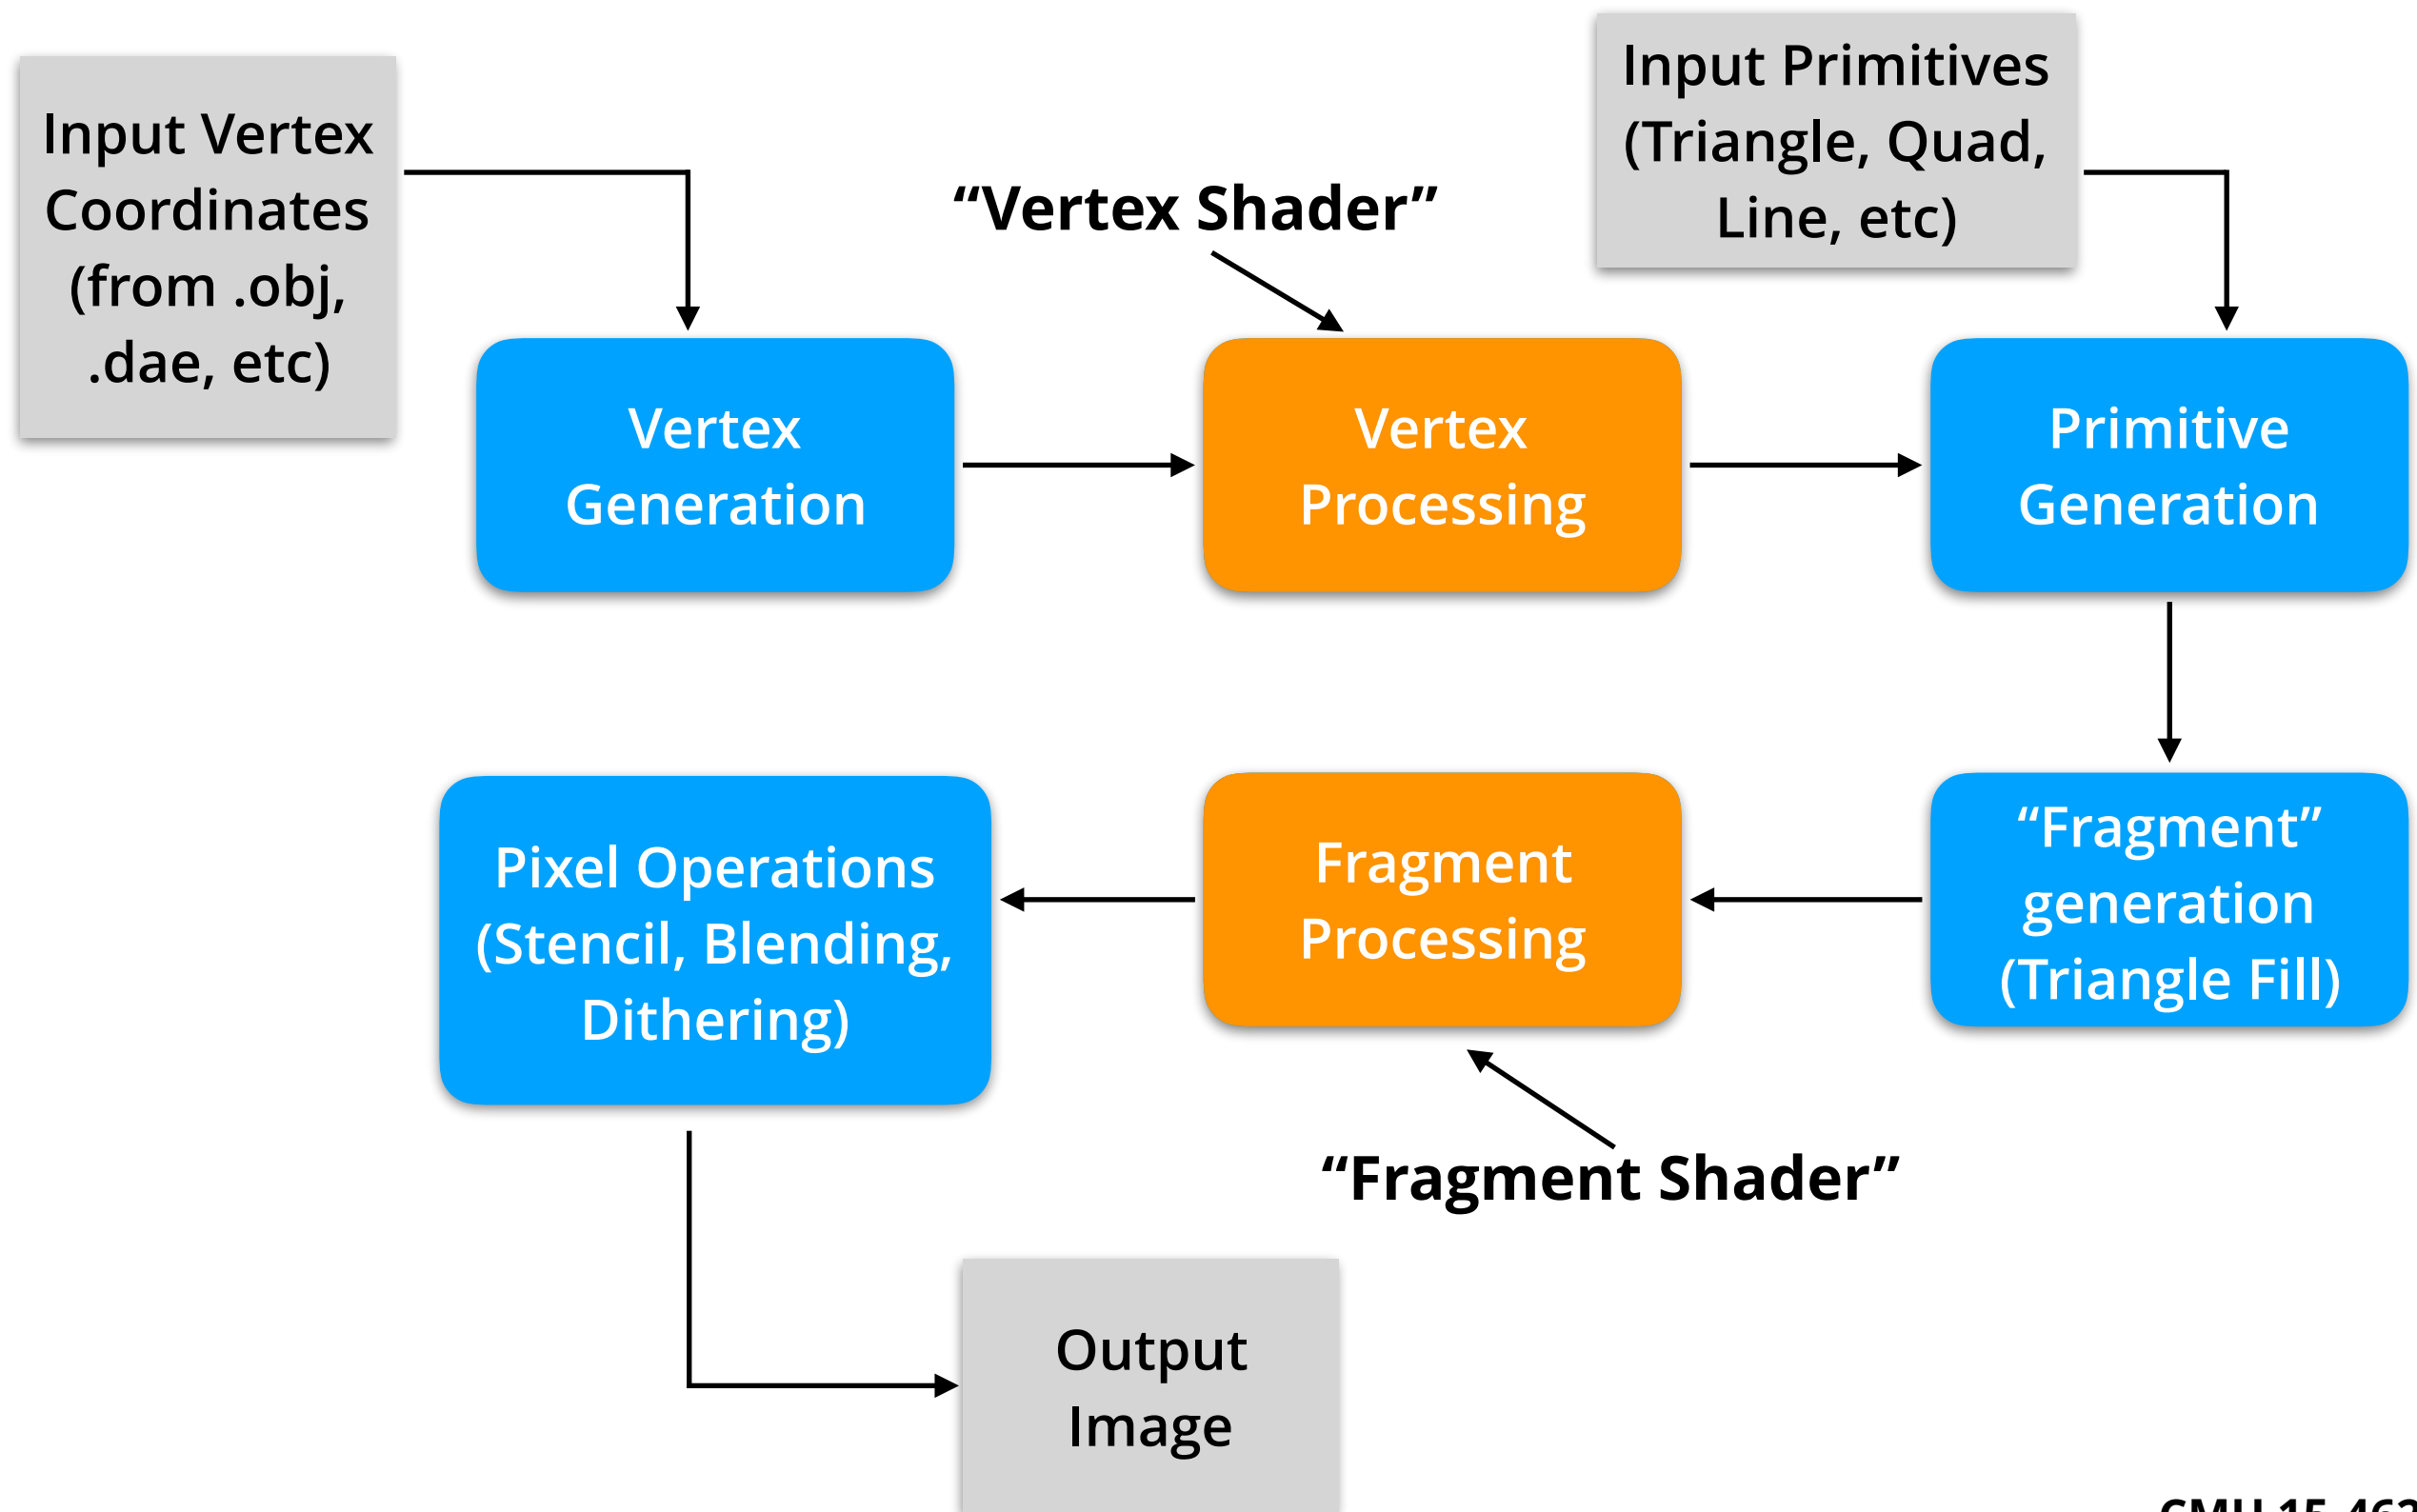 Input Vertex
Coordinates
(from .obj,
.dae, etc)
“Vertex Shader”
Input Primitives
(Triangle, Quad,
Line, etc)
Vertex
Generation
Vertex
Processing
Primitive
Generation
“Fragment”
generation
(Triangle Fill)
Fragment
Processing
Pixel Operations
(Stencil, Blending,
Dithering)
“Fragment Shader”
Output
Image